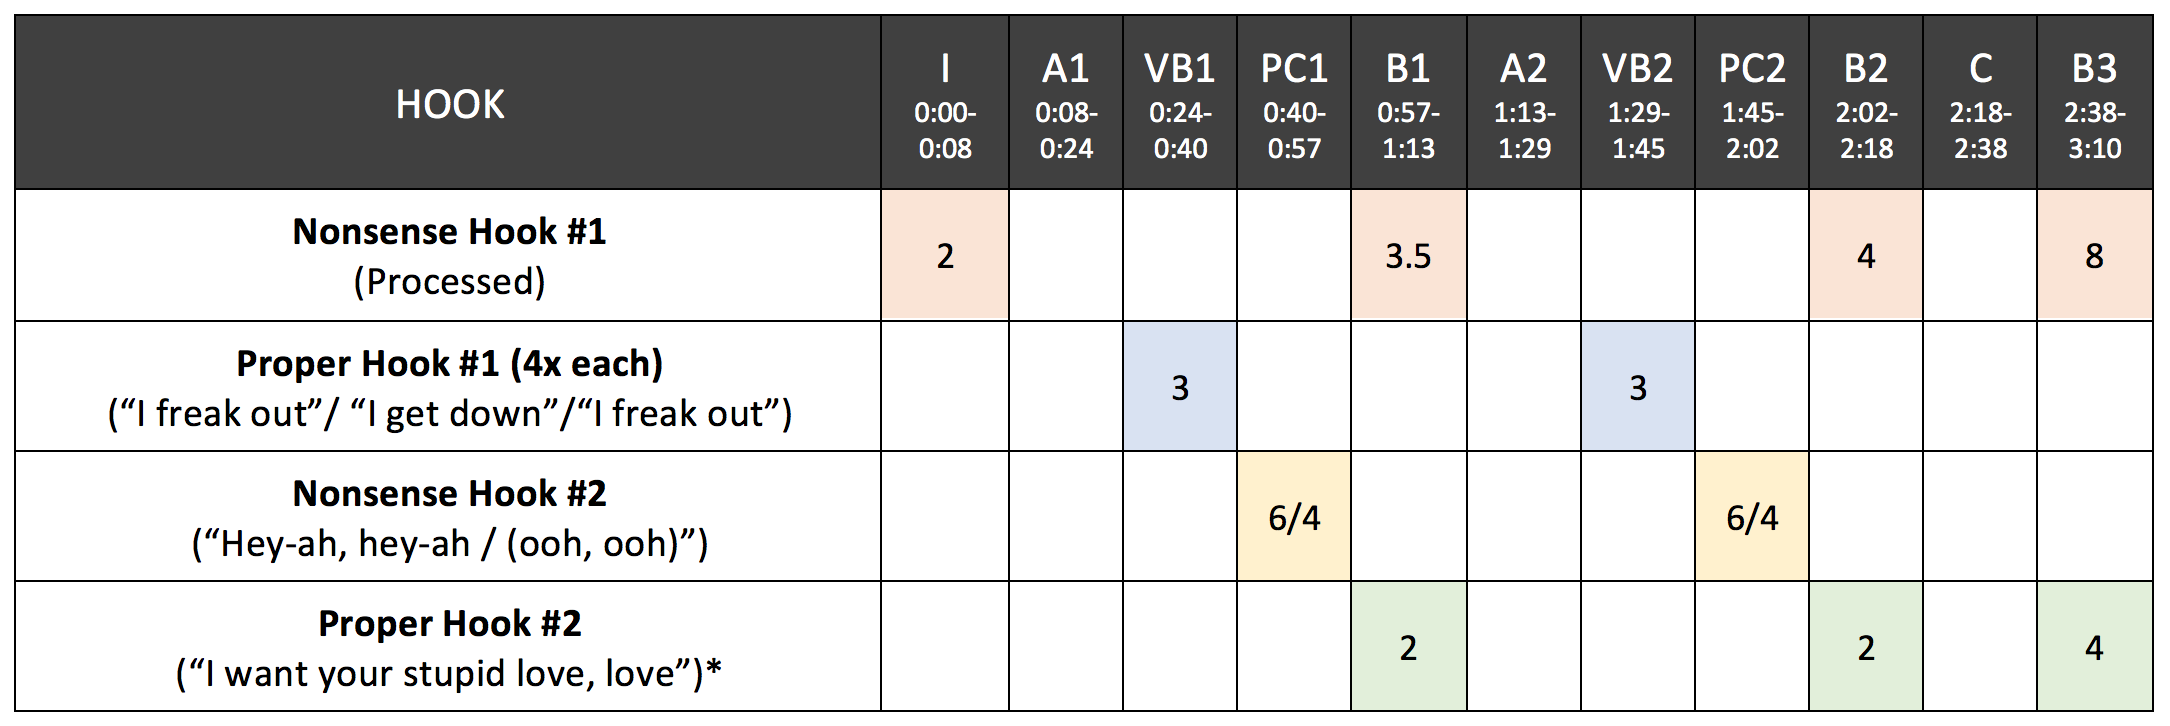 HOOK
I
0:00-
0:08
A1
0:08-
0:24
VB1
0:24-
0:40
PC1
0:40-
0:57
B1
0:57-
1:13
A2
1:13-
1:29
VB2
1:29-
1:45
PC2
1:45-
2:02
B2
2:02-
2:18
C
2:18-
2:38
B3
2:38-
3:10
Nonsense Hook #1
(Processed)
2
3.5
4
8
Proper Hook #1 (4x each)
(“I freak out”/ “I get down”/“I freak out”)
3
3
Nonsense Hook #2
(“Hey-ah, hey-ah / (ooh, ooh)”)
6/4
6/4
Proper Hook #2
(“I want your stupid love, love”)*
2
2
4